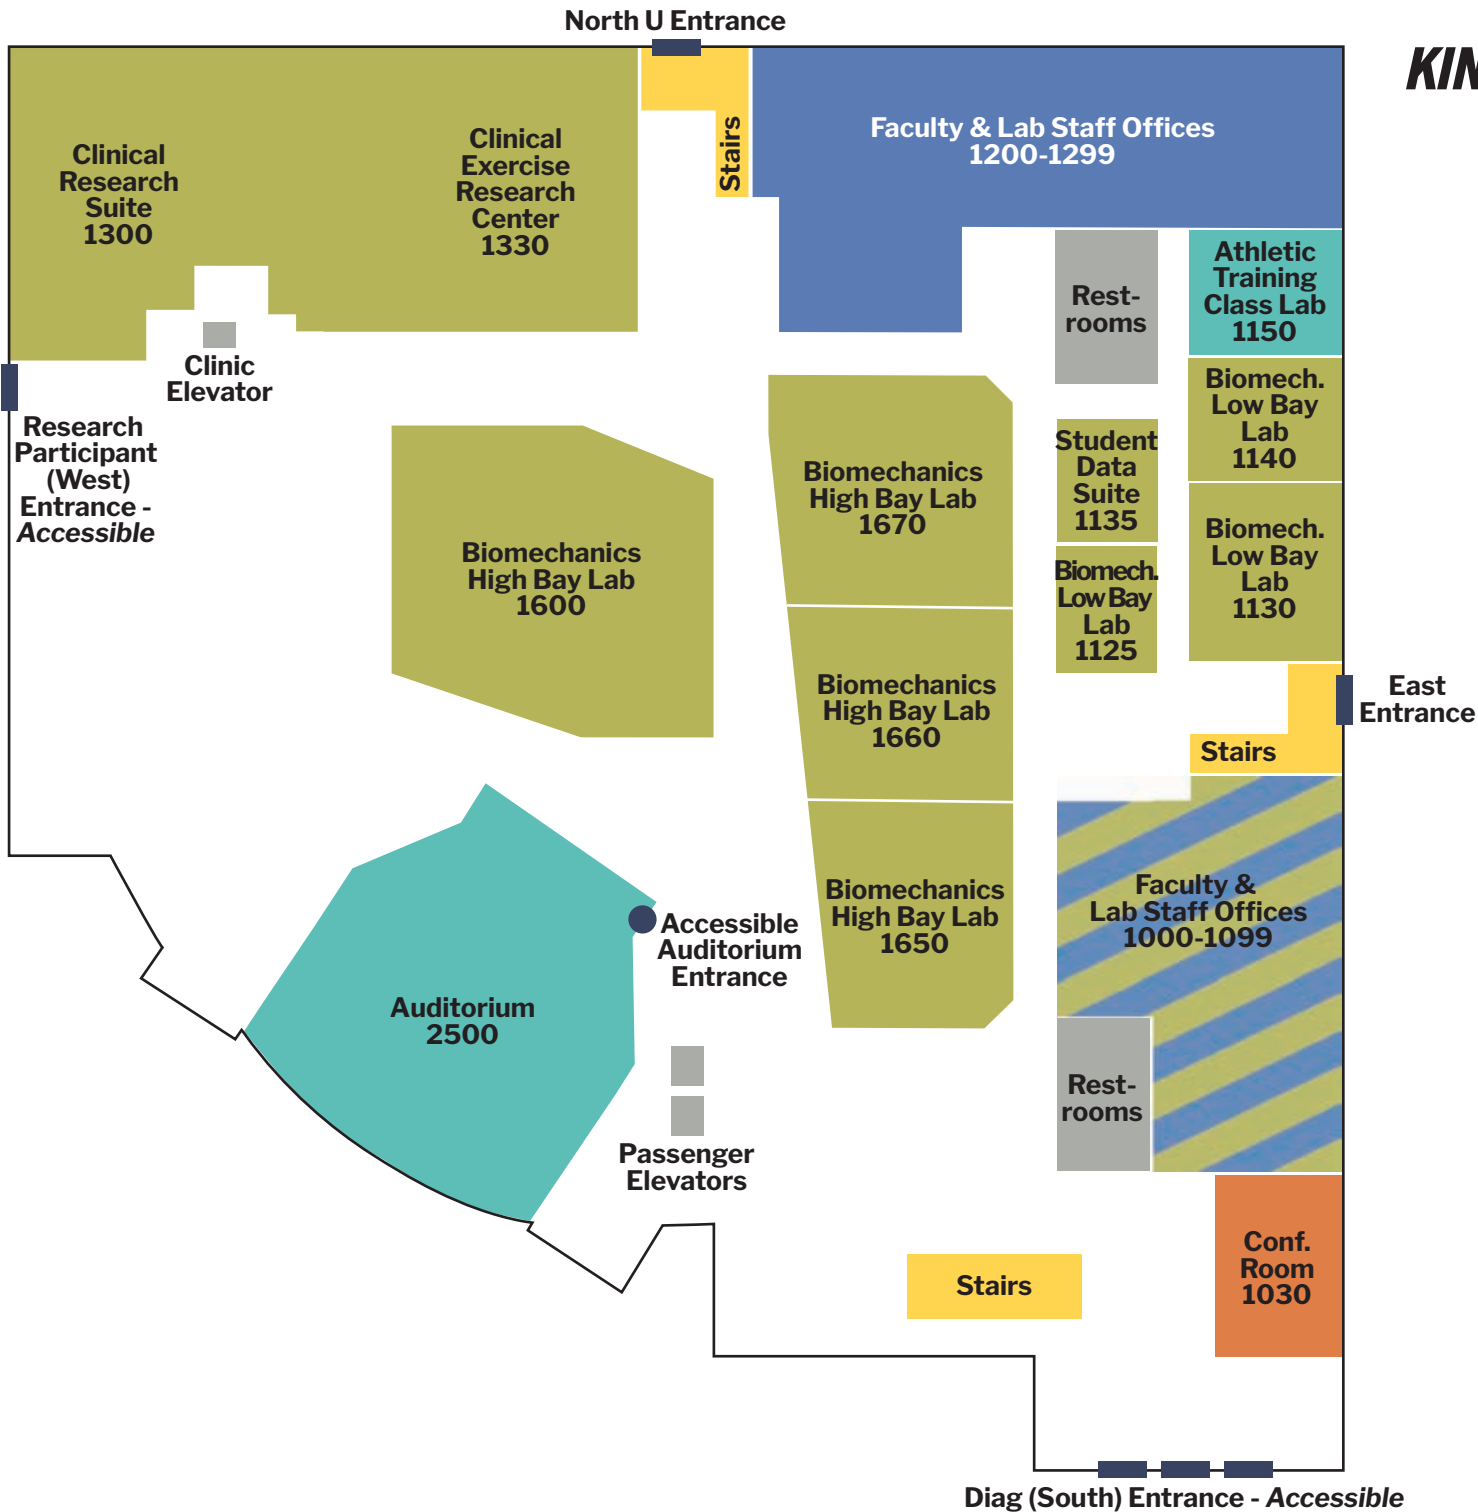 North U Entrance
KIN
Clinical
Research
Suite
1300
Clinical
Exercise
Research
Center
1330
Stairs
Faculty & Lab Staff Offices
1200-1299
Rest-
rooms
Athletic
Training
Class Lab
1150
Clinic
Elevator
Research
Participant
(West)
Entrance -
Accessible
Biomech.
Low Bay
Lab
1140
Student
Data
Suite
1135
Biomechanics
High Bay Lab
1670
Biomechanics
High Bay Lab
1600
Biomech.
Low Bay
Lab
1125
Biomech.
Low Bay
Lab
1130
Biomechanics
High Bay Lab
1660
East
Entrance
Stairs
Biomechanics
High Bay Lab
1650
Faculty &
Lab Staff Offices
1000-1099
Accessible
Auditorium
Entrance
Auditorium
2500
Rest-
rooms
Passenger
Elevators
Stairs
Conf.
Room
1030
Diag (South) Entrance - Accessible